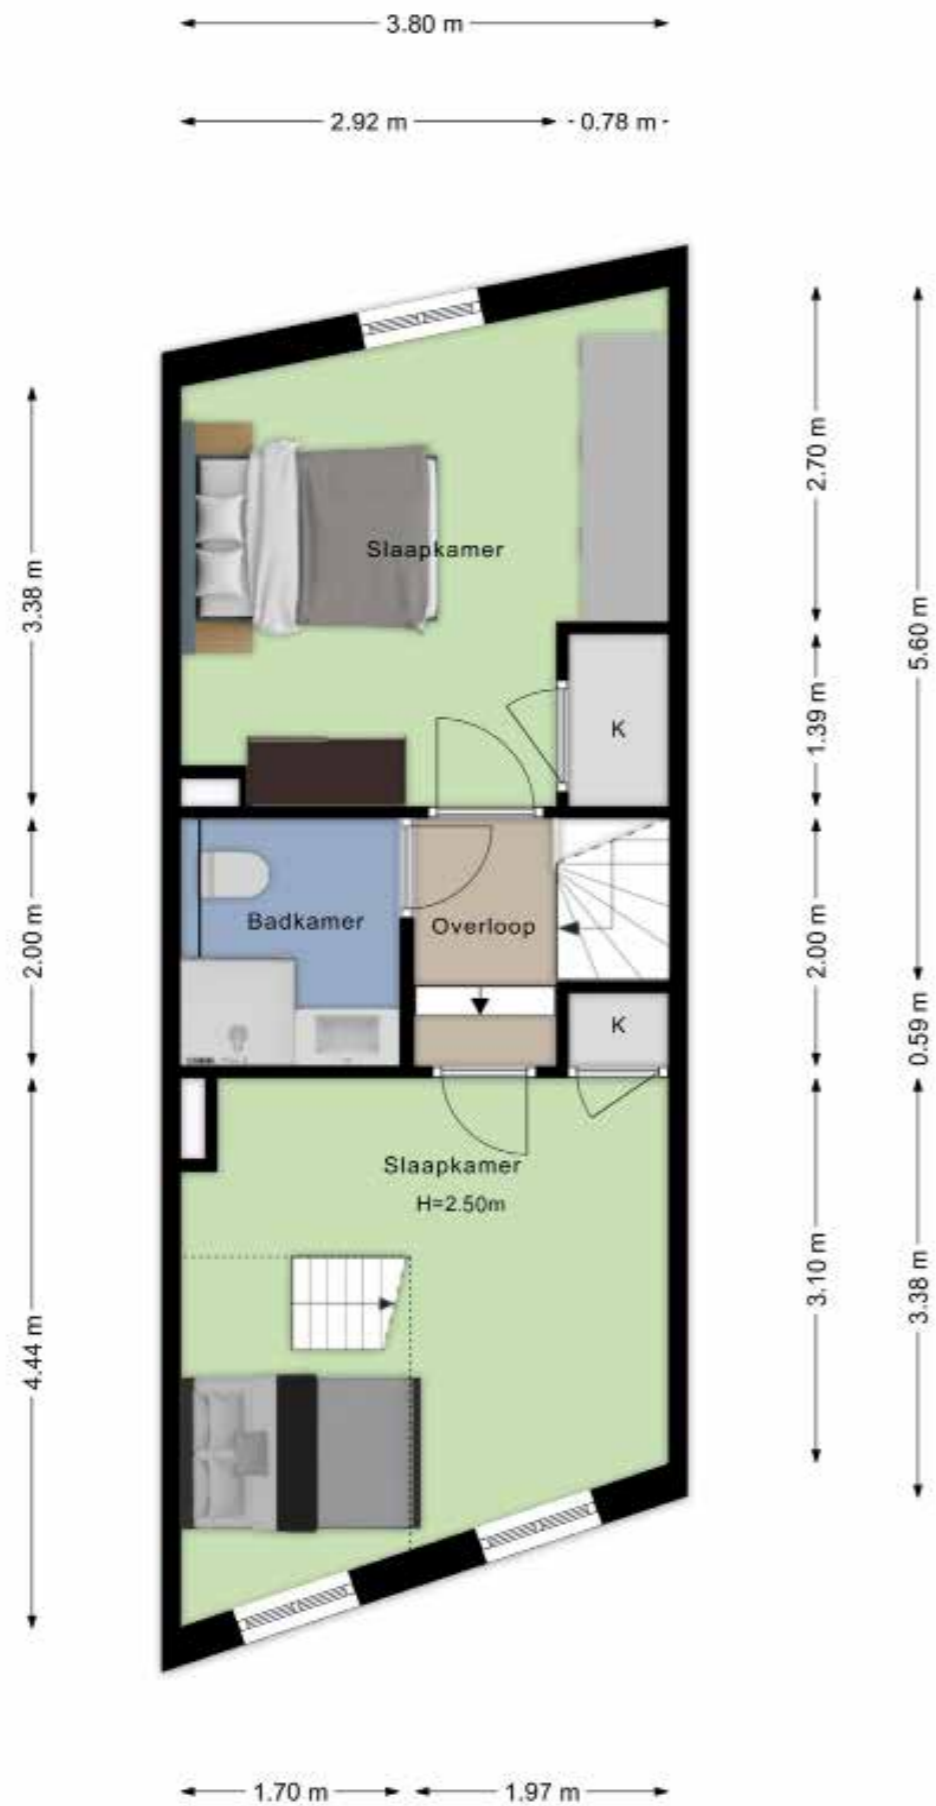 3.80 m
2.92 m
0.78 m
2.70 m
5.60 m
3.38 m
Slaapkamer
1.39 m
K
2.00 m
Badkamer
Overloop
2.00 m
K
0.59 m
Slaapkamer
H=2.50m
3.10 m
3.38 m
4.44 m
1.70 m
1.97 m